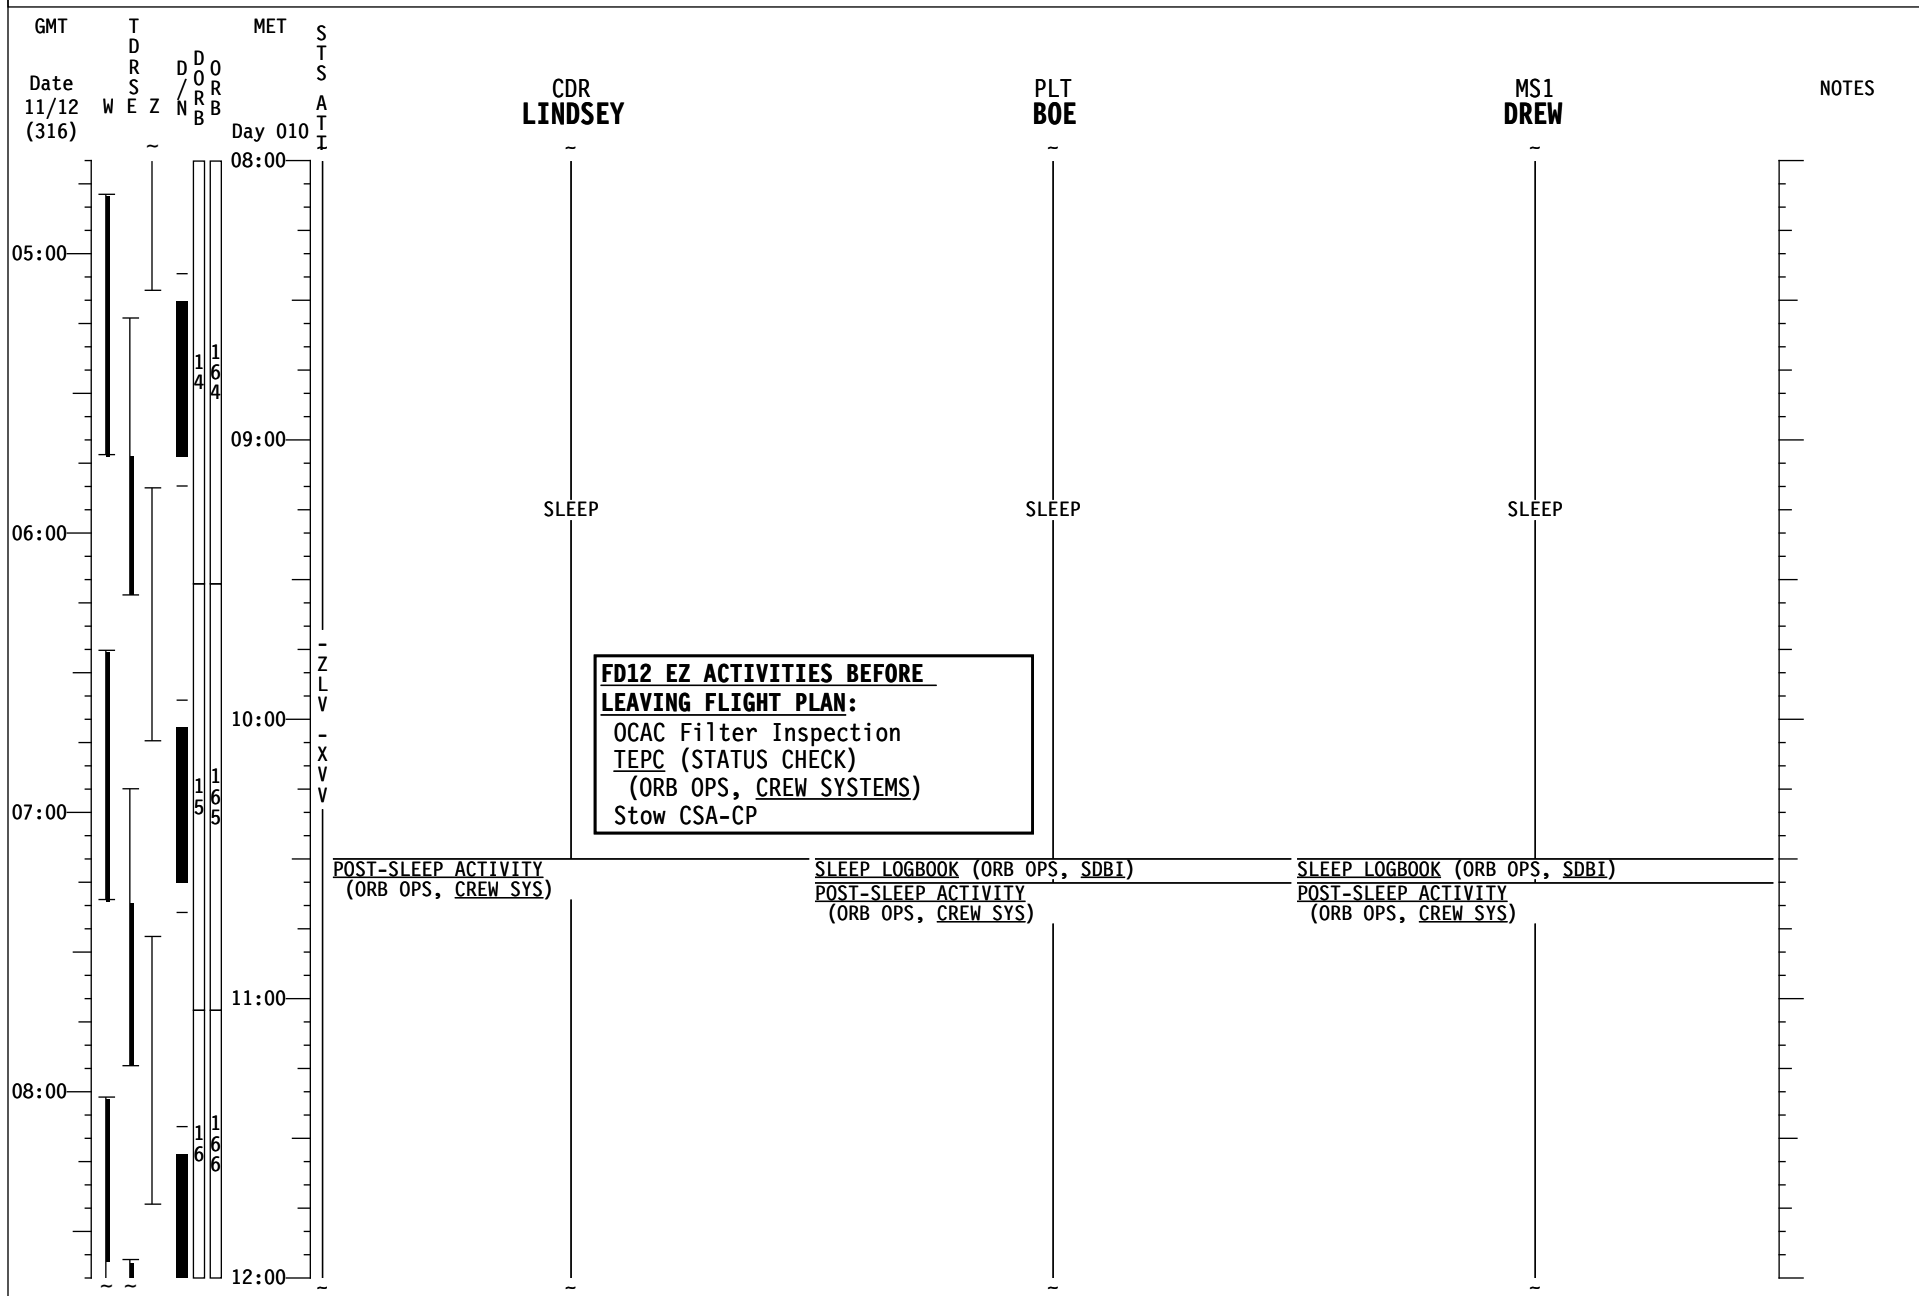 GMT
TDRS
MET
STS ATT
Date
11/12
(316)
W E Z
D/N
DORB
ORB
Day 010
CDR
LINDSEY
PLT
BOE
MS1
DREW
NOTES
~ ~ ~ ~
08:00
05:00
14
164
09:00
SLEEP SLEEP SLEEP
06:00
-ZLV -XVV
FD12 EZ ACTIVITIES BEFORE
LEAVING FLIGHT PLAN:
OCAC Filter Inspection
TEPC (STATUS CHECK)
(ORB OPS, CREW SYSTEMS)
Stow CSA-CP
10:00
15
165
07:00
POST-SLEEP ACTIVITY
(ORB OPS, CREW SYS)
SLEEP LOGBOOK (ORB OPS, SDBI)
POST-SLEEP ACTIVITY
(ORB OPS, CREW SYS)
SLEEP LOGBOOK (ORB OPS, SDBI)
POST-SLEEP ACTIVITY
(ORB OPS, CREW SYS)
11:00
08:00
16
166
12:00
~ ~ ~ ~ ~ ~